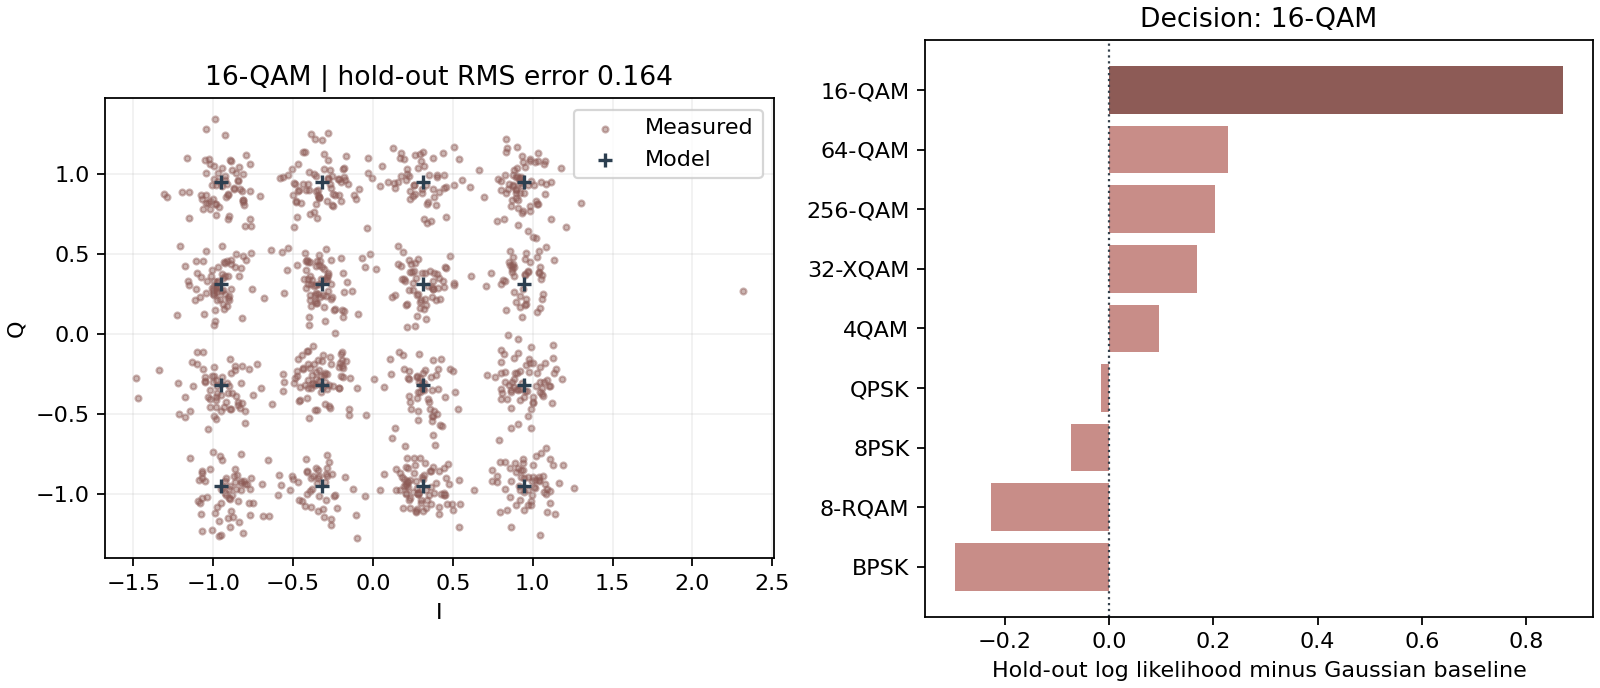 16-QAM | hold-out RMS error 0.164
Measured
Model
Q
1.0
0.5
0.0
−0.5
−1.0
−1.5
−1.0
−0.5
0.0
0.5
1.0
1.5
2.0
2.5
I
Decision: 16-QAM
16-QAM
64-QAM
256-QAM
32-XQAM
4QAM
QPSK
8PSK
8-RQAM
BPSK
−0.2
0.0
0.2
0.4
0.6
0.8
Hold-out log likelihood minus Gaussian baseline